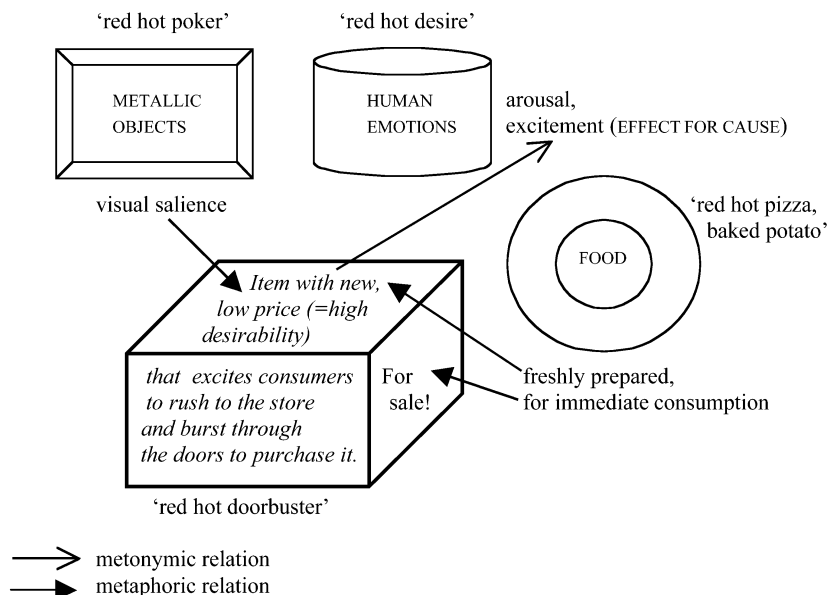 ‘red hot poker’
‘red hot desire’
METALLIC
OBJECTS
HUMAN
EMOTIONS
arousal,
excitement (EFFECT FOR CAUSE)
visual salience
‘red hot pizza,
baked potato’
FOOD
Item with new,
low price (=high
desirability)
that excites consumers
to rush to the store
and burst through
the doors to purchase it.
For
sale!
freshly prepared,
for immediate consumption
‘red hot doorbuster’
metonymic relation
metaphoric relation